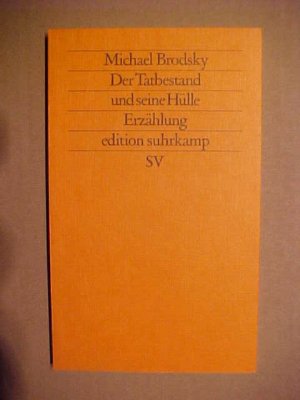 Michael Brodsky
Der Tatbestand
und seine Hülle
Erzählung
edition suhrkamp
SV